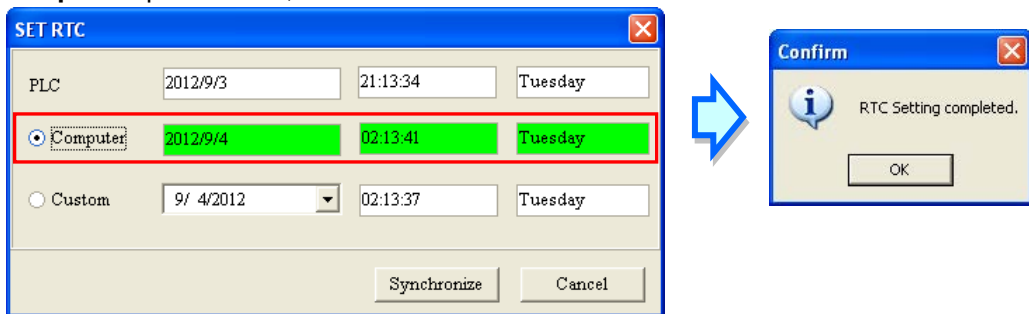 SET RTC
PLC 2012/9/3 21:13:34 Tuesday
Computer 2012/9/4 02:13:41 Tuesday
Custom 9/ 4/2012 02:13:37 Tuesday
Synchronize Cancel
Confirm
RTC Setting completed.
OK